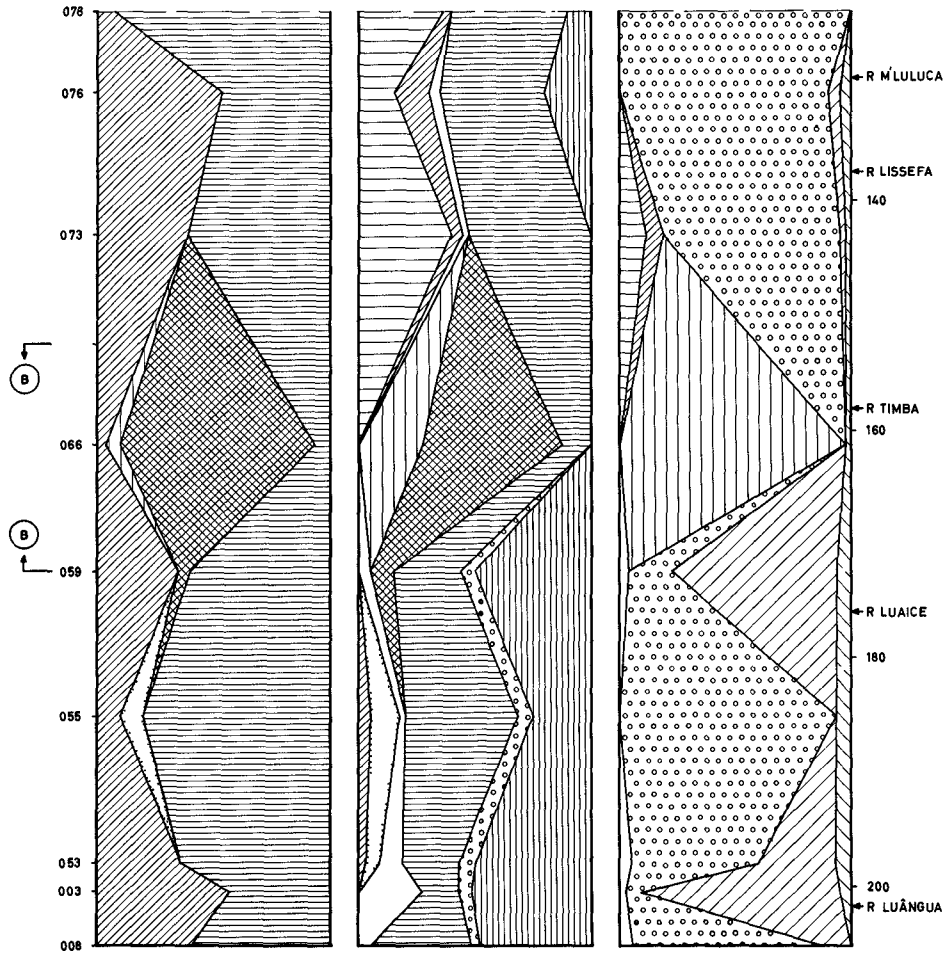 078
R M'LULUCA
076
R LISSEFA
140
073
B
R TIMBA
160
066
B
059
R LUAICE
180
055
053
200
003
R LUÂNGUA
008